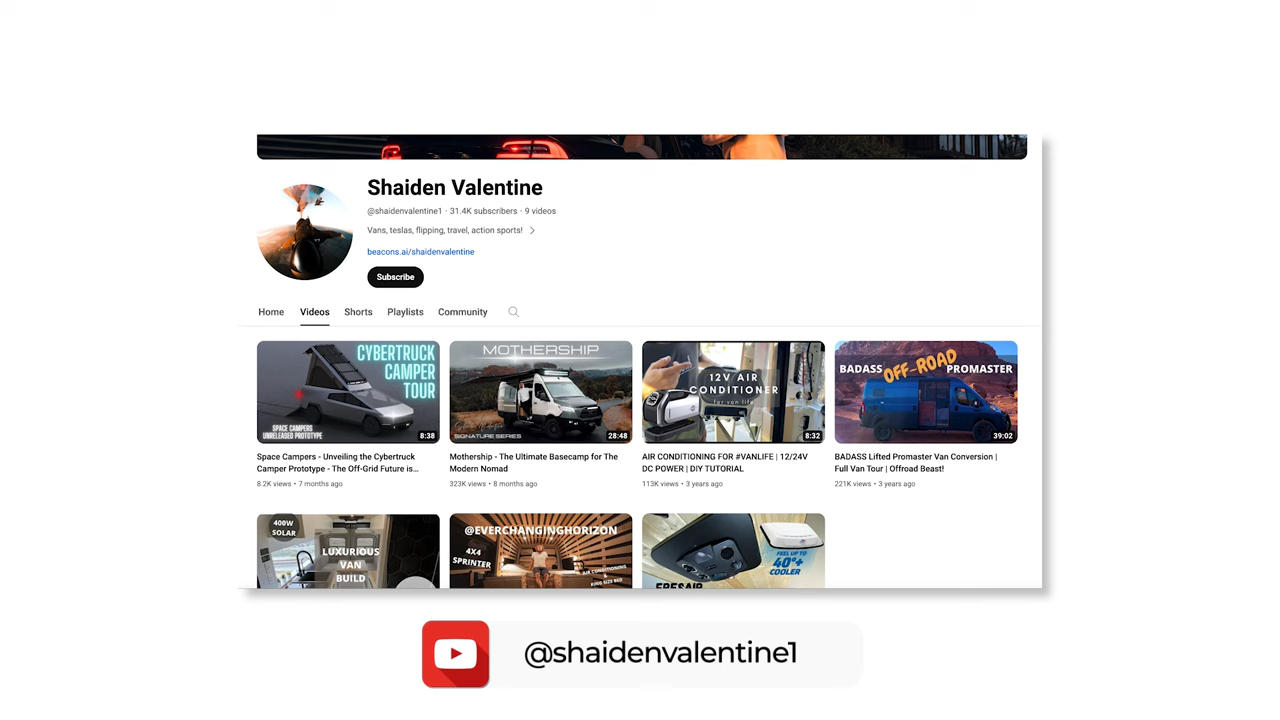 Shaiden Valentine
@shaidenvalentine1 · 31.4K subscribers · 9 videos
Vans, teslas, flipping, travel, action sports!
beacons.ai/shaidenvalentine
Subscribe
Home Videos Shorts Playlists Community
CYBERTRUCK
CAMPER
TOUR
SPACE CAMPERS
UNRELEASED PROTOTYPE
8:38
MOTHERSHIP
SIGNATURE SERIES
28:48
12V AIR
CONDITIONER
for van life
8:32
BADASS OFF-ROAD PROMASTER
39:02
Space Campers - Unveiling the Cybertruck
Camper Prototype - The Off-Grid Future is...
8.2K views • 7 months ago
Mothership - The Ultimate Basecamp for The
Modern Nomad
323K views • 8 months ago
AIR CONDITIONING FOR #VANLIFE | 12/24V
DC POWER | DIY TUTORIAL
113K views • 3 years ago
BADASS Lifted Promaster Van Conversion |
Full Van Tour | Offroad Beast!
221K views • 3 years ago
400W
SOLAR
LUXURIOUS
VAN
BUILD
@EVERCHANGINGHORIZON
4X4
SPRINTER
AIR CONDITIONING
&
KING SIZE BED
FEEL UP TO
40°+
COOLER
@shaidenvalentine1